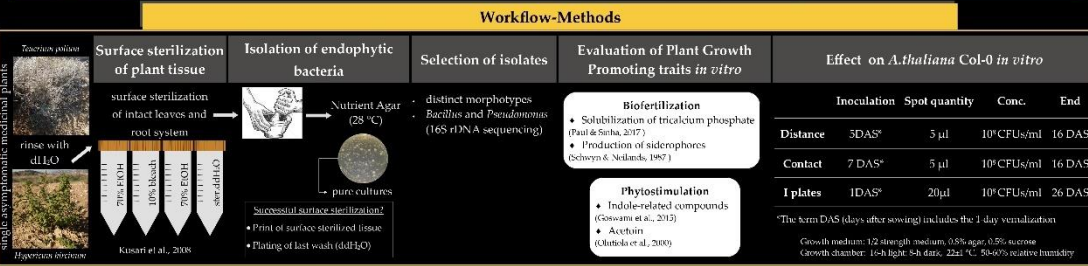 Workflow-Methods
Teucrium polium
single asymptomatic medicinal plants
rinse with
dH₂O
Hypericum hircinum
Surface sterilization
of plant tissue
surface sterilization
of intact leaves and
root system
70% EtOH
10% bleach
70% EtOH
ster.ddH₂O
Kusari et al., 2008
Isolation of endophytic
bacteria
Nutrient Agar
(28 °C)
pure cultures
Successful surface sterilization?
• Print of surface sterilized tissue
• Plating of last wash (ddH₂O)
Selection of isolates
• distinct morphotypes
• Bacillus and Pseudomonas
(16S rDNA sequencing)
Evaluation of Plant Growth
Promoting traits in vitro
Biofertilization
♦ Solubilization of tricalcium phosphate
(Paul & Sinha, 2017 )
♦ Production of siderophores
(Schwyn & Neilands, 1987 )
Phytostimulation
♦ Indole-related compounds
(Goswami et al., 2015)
♦ Acetoin
(Olutiola et al., 2000)
Effect on A.thaliana Col-0 in vitro
Inoculation Spot quantity Conc. End
Distance 5DAS* 5 µl 10⁸ CFUs/ml 16 DAS
Contact 7 DAS* 5 µl 10⁸ CFUs/ml 16 DAS
I plates 1DAS* 20µl 10⁸ CFUs/ml 26 DAS
*The term DAS (days after sowing) includes the 1-day vernalization
Growth medium: 1/2 strength medium, 0.8% agar, 0.5% sucrose
Growth chamber: 16-h light: 8-h dark, 22±1 °C, 50-60% relative humidity